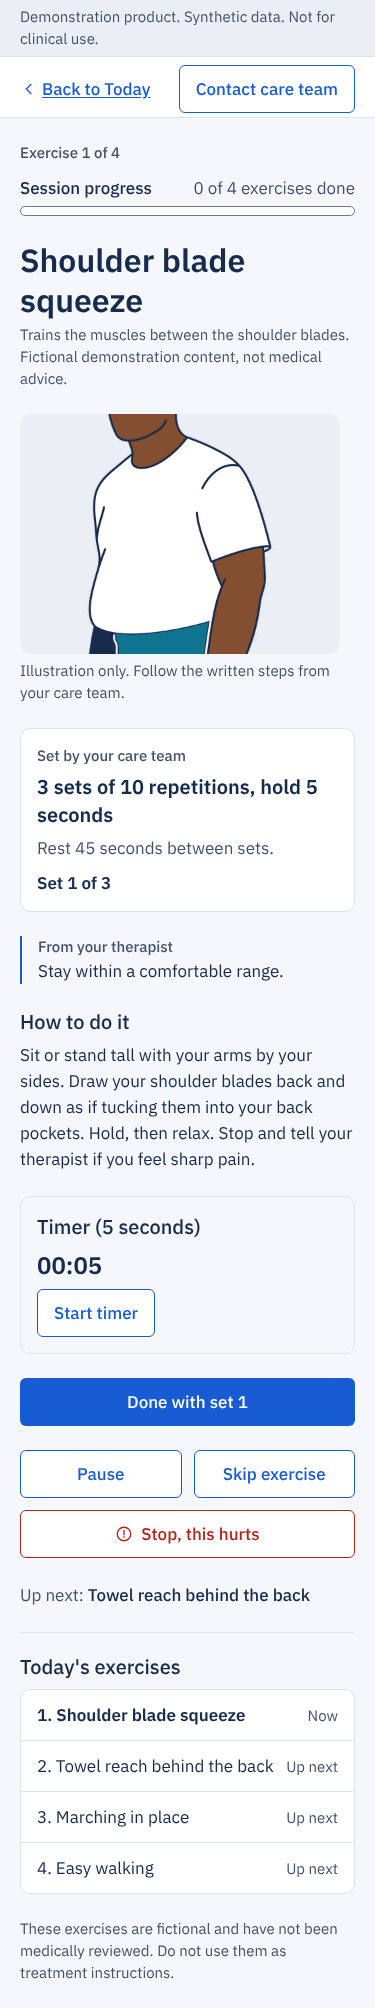 Demonstration product. Synthetic data. Not for
clinical use.
Back to Today
Contact care team
Exercise 1 of 4
Session progress
0 of 4 exercises done
Shoulder blade
squeeze
Trains the muscles between the shoulder blades.
Fictional demonstration content, not medical
advice.
Illustration only. Follow the written steps from
your care team.
Set by your care team
3 sets of 10 repetitions, hold 5
seconds
Rest 45 seconds between sets.
Set 1 of 3
From your therapist
Stay within a comfortable range.
How to do it
Sit or stand tall with your arms by your
sides. Draw your shoulder blades back and
down as if tucking them into your back
pockets. Hold, then relax. Stop and tell your
therapist if you feel sharp pain.
Timer (5 seconds)
00:05
Start timer
Done with set 1
Pause
Skip exercise
Stop, this hurts
Up next: Towel reach behind the back
Today's exercises
1. Shoulder blade squeeze
Now
2. Towel reach behind the back
Up next
3. Marching in place
Up next
4. Easy walking
Up next
These exercises are fictional and have not been
medically reviewed. Do not use them as
treatment instructions.